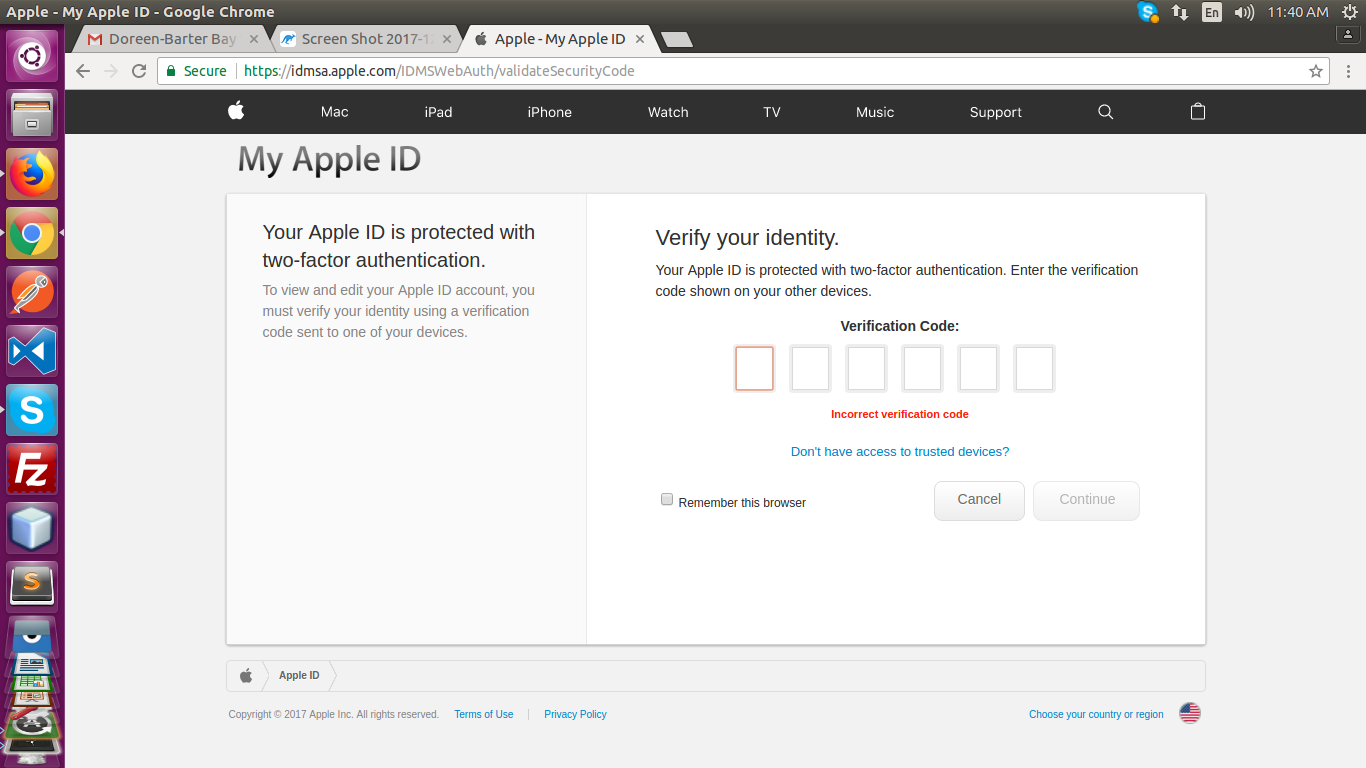 Apple - My Apple ID - Google Chrome
En
11:40 AM
Doreen-Barter Bay
Screen Shot 2017-1
Apple - My Apple ID
Secure
https://idmsa.apple.com/IDMSWebAuth/validateSecurityCode
Mac
iPad
iPhone
Watch
TV
Music
Support
My Apple ID
Your Apple ID is protected with
two-factor authentication.
To view and edit your Apple ID account, you
must verify your identity using a verification
code sent to one of your devices.
Verify your identity.
Your Apple ID is protected with two-factor authentication. Enter the verification
code shown on your other devices.
Verification Code:
Incorrect verification code
Don't have access to trusted devices?
Remember this browser
Cancel
Continue
Apple ID
Copyright © 2017 Apple Inc. All rights reserved.
Terms of Use
Privacy Policy
Choose your country or region